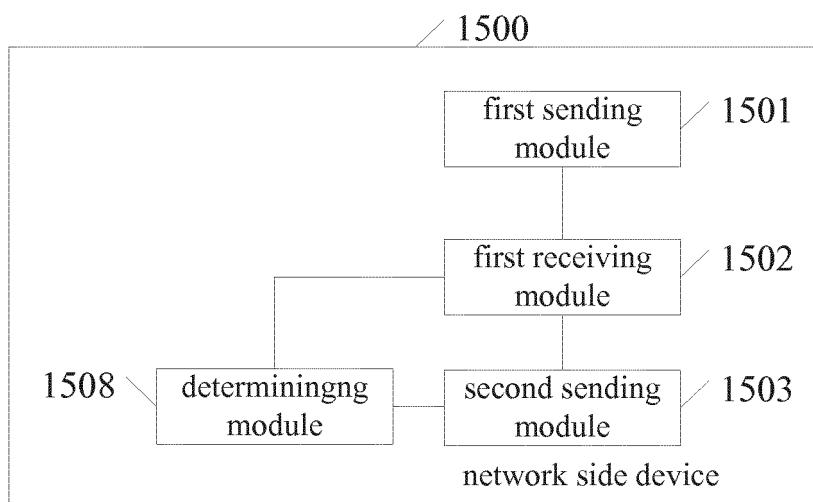 1500
first sending
module
1501
first receiving
module
1502
1508
determiningng
module
second sending
module
1503
network side device